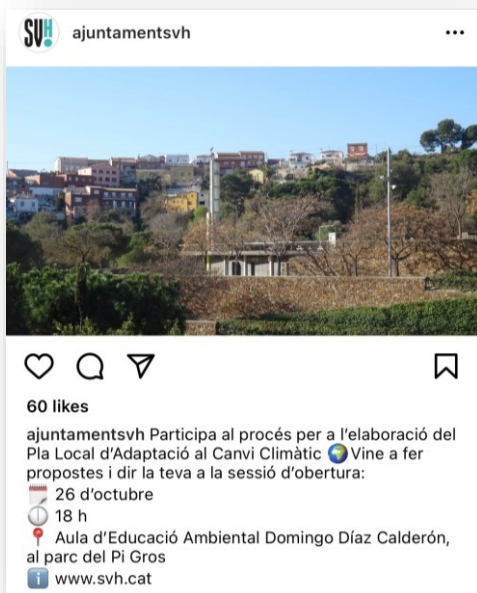 SVH!
ajuntamentsvh
60 likes
ajuntamentsvh Participa al procés per a l'elaboració del
Pla Local d'Adaptació al Canvi Climàtic 🌍 Vine a fer
propostes i dir la teva a la sessió d'obertura:
🗓️ 26 d'octubre
🕕 18 h
📍 Aula d'Educació Ambiental Domingo Díaz Calderón,
al parc del Pi Gros
ℹ️ www.svh.cat